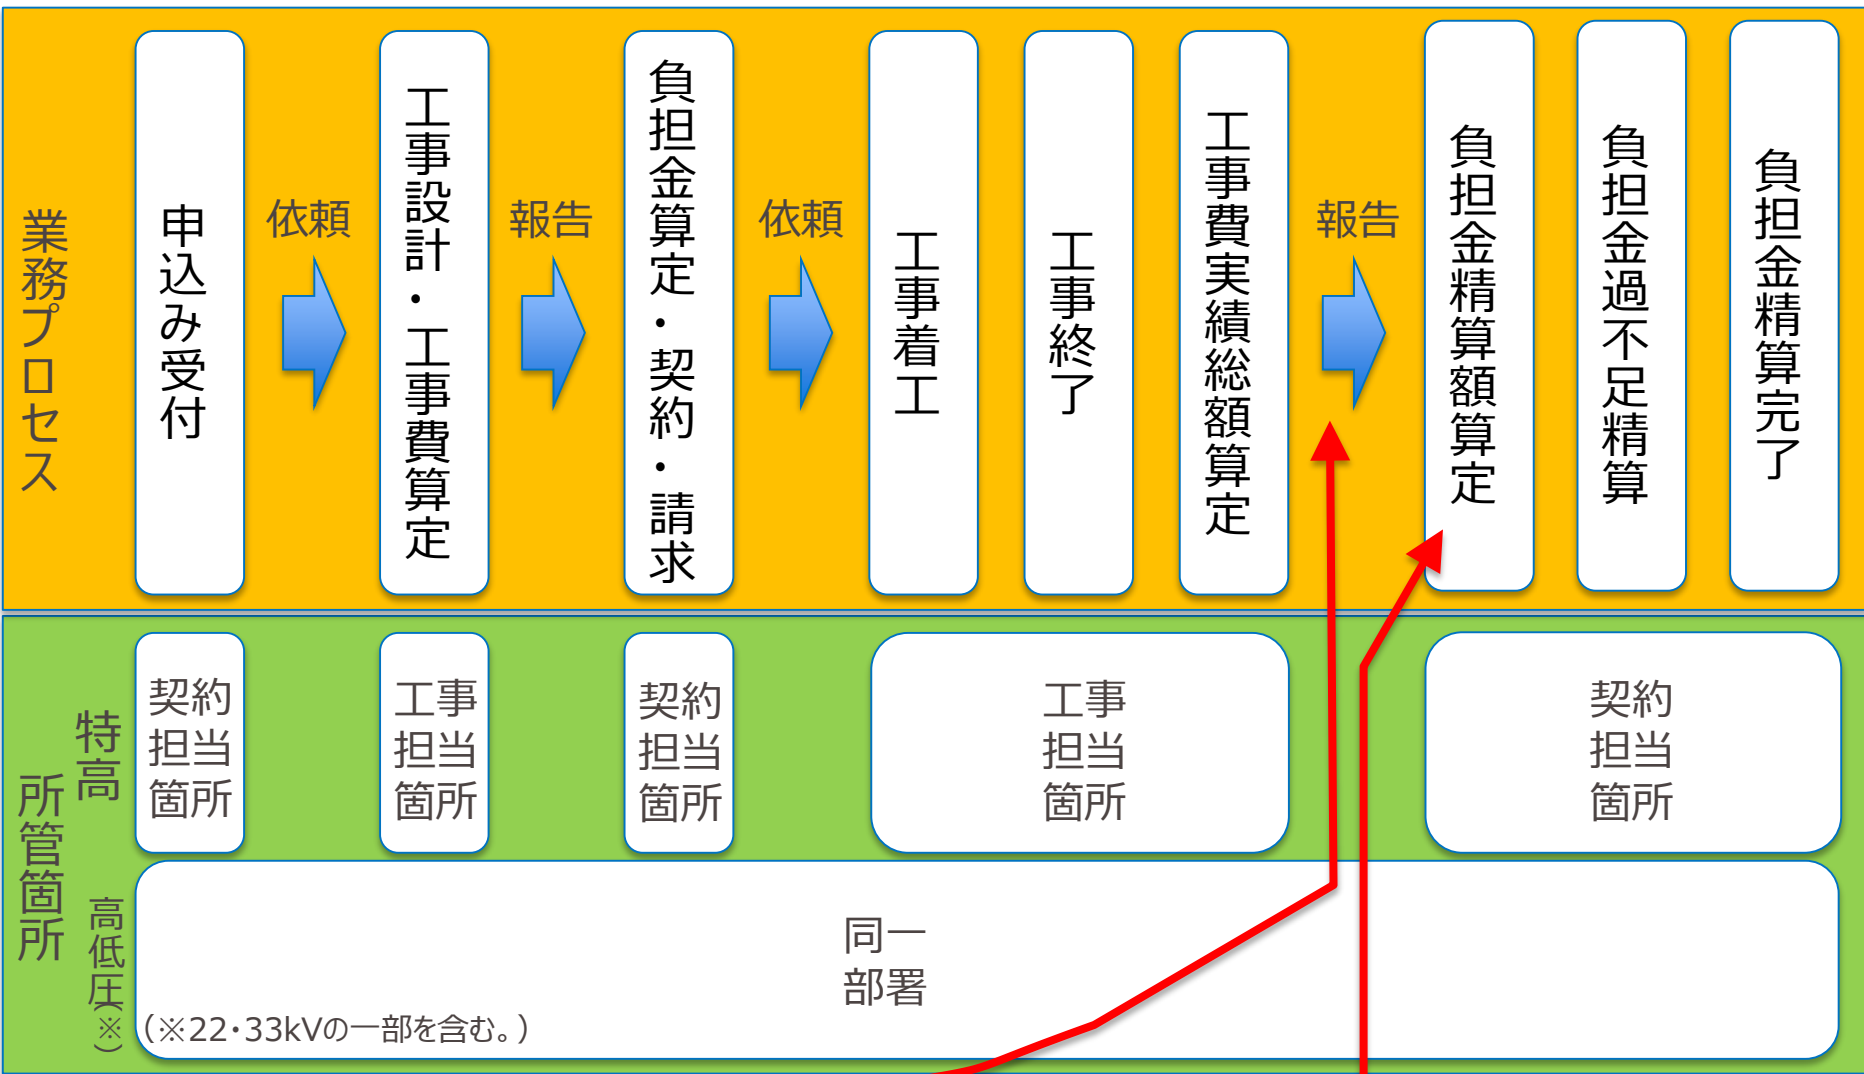 業務プロセス
申込み受付
依頼
工事設計・工事費算定
報告
負担金算定・契約・請求
依頼
工事着工
工事終了
工事費実績総額算定
報告
負担金精算額算定
負担金過不足精算
負担金精算完了
所管箇所
特高
契約
担当
箇所
工事
担当
箇所
契約
担当
箇所
工事
担当
箇所
契約
担当
箇所
高低圧(※)
同一
部署
(※22・33kVの一部を含む。)